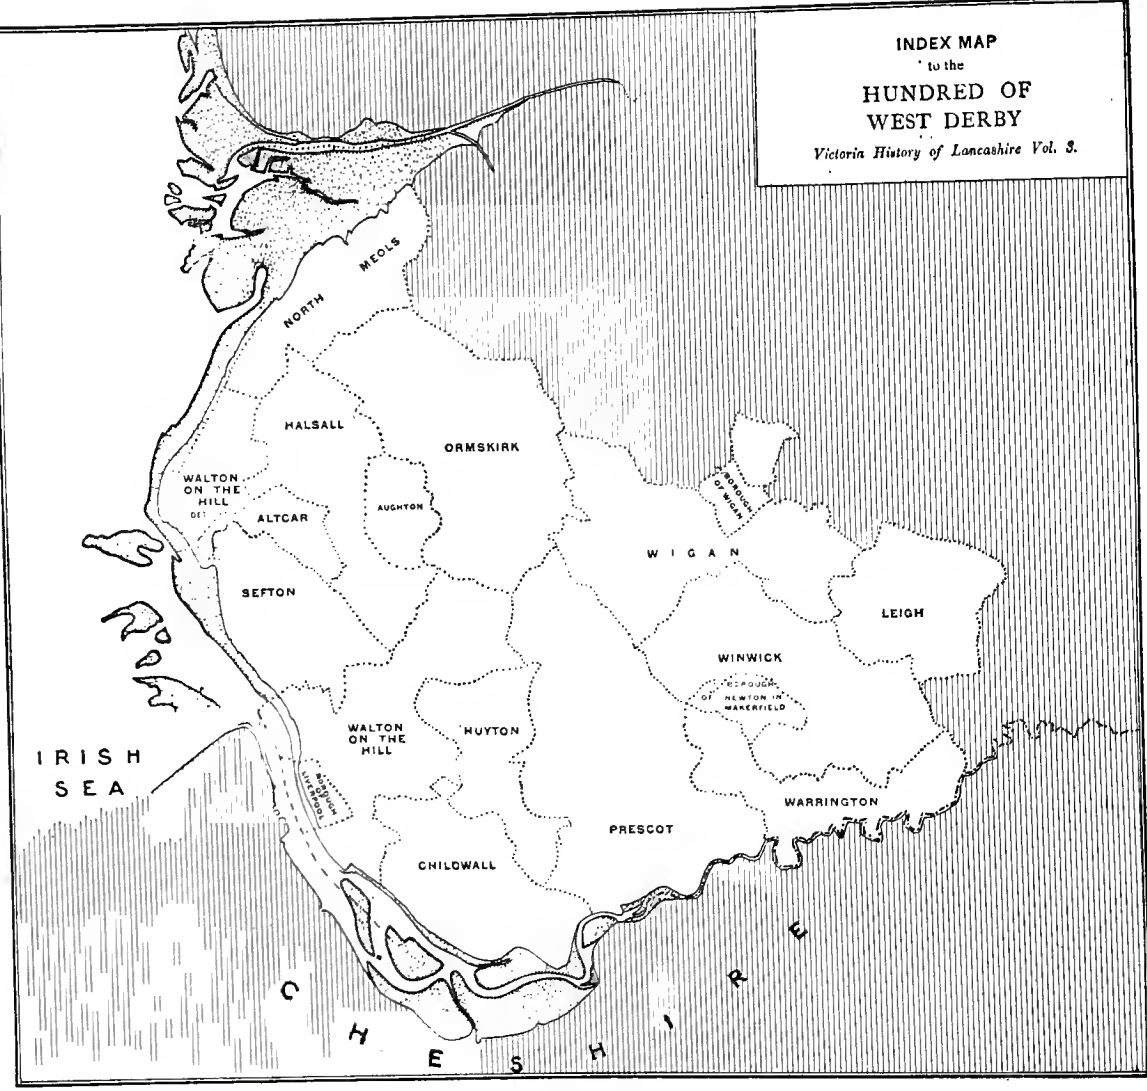 INDEX MAP
to the
HUNDRED OF
WEST DERBY
Victoria History of Lancashire Vol. 3.
NORTH MEOLS
HALSALL
ORMSKIRK
WALTON
ON THE
HILL
DET
ALTCAR
AUGHTON
BOROUGH
OF WIGAN
WIGAN
SEFTON
LEIGH
WINWICK
BOROUGH
OF NEWTON IN
MAKERFIELD
WALTON
ON THE
HILL
HUYTON
IRISH
SEA
BOROUGH
OF
LIVERPOOL
WARRINGTON
PRESCOT
CHILDWALL
CHESHIRE